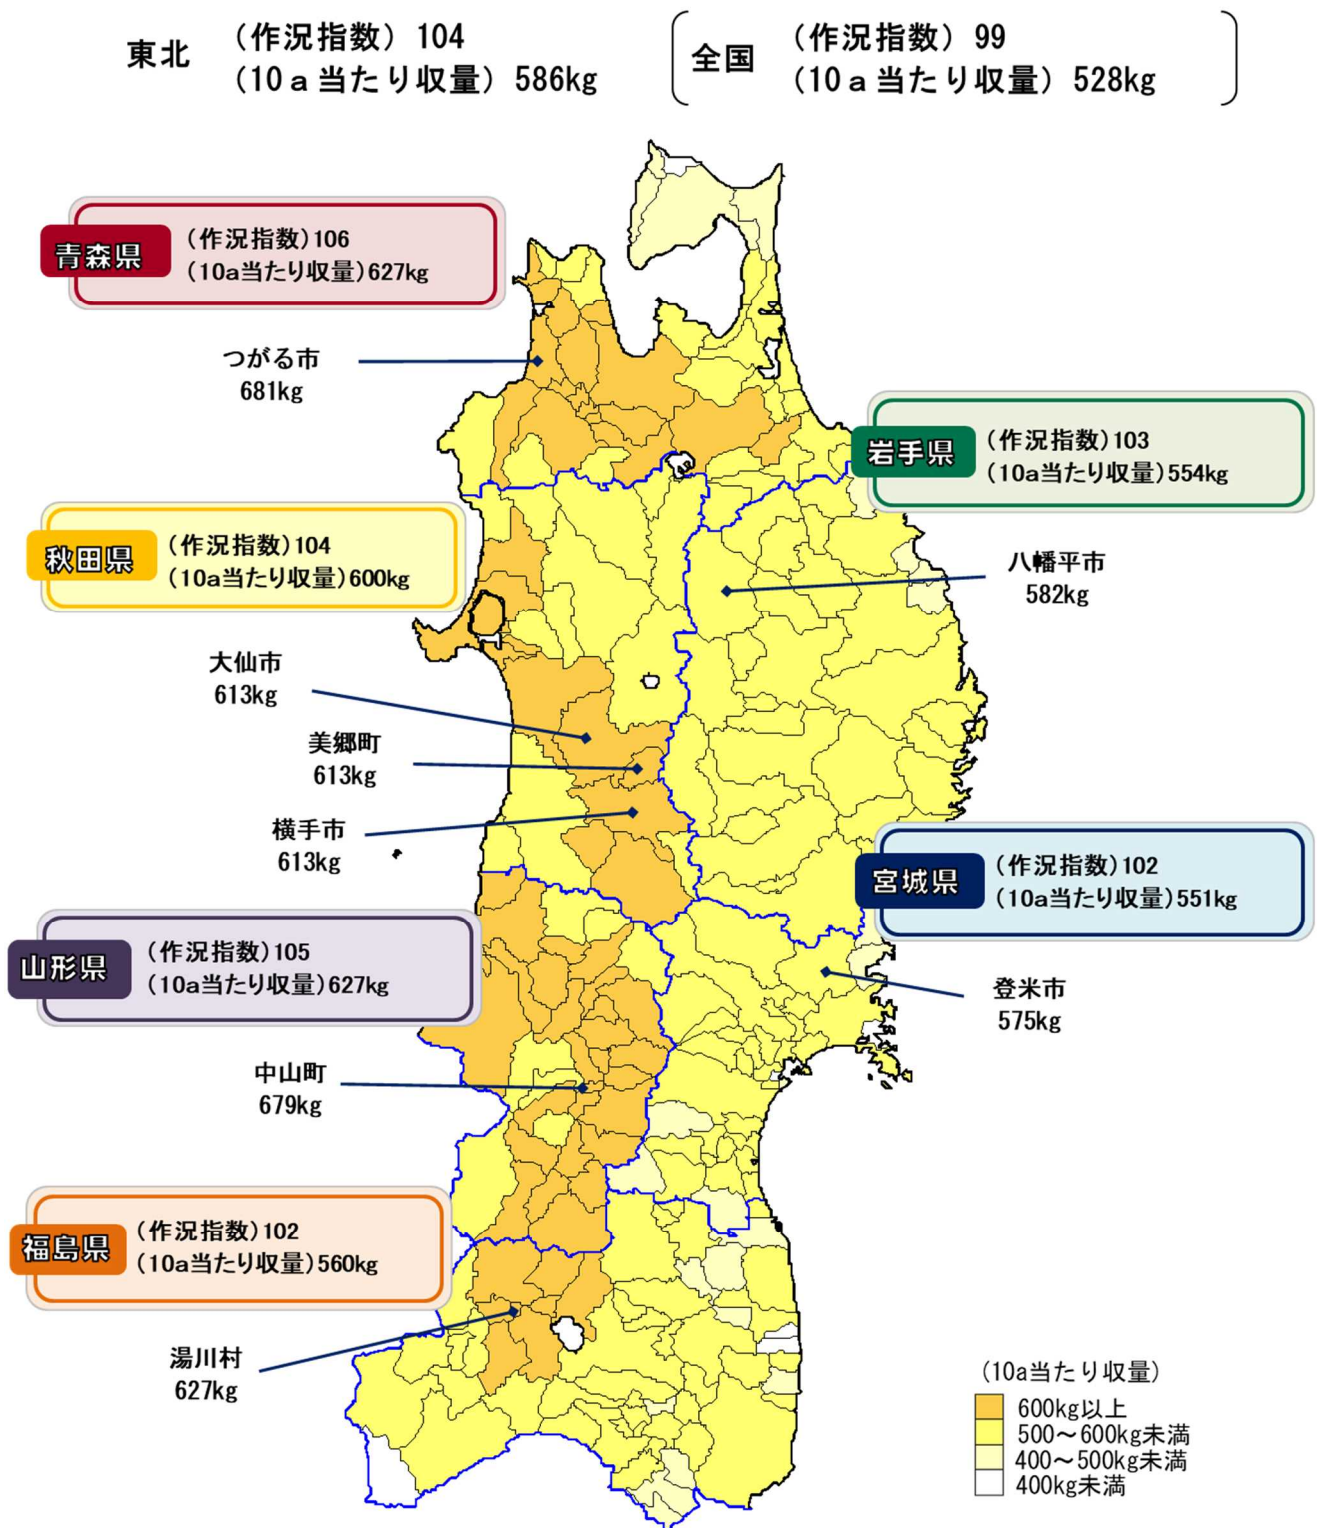 東北
(作況指数) 104
(10a当たり収量) 586kg
全国
(作況指数) 99
(10a当たり収量) 528kg
青森県
(作況指数)106
(10a当たり収量)627kg
つがる市
681kg
岩手県
(作況指数)103
(10a当たり収量)554kg
秋田県
(作況指数)104
(10a当たり収量)600kg
八幡平市
582kg
大仙市
613kg
美郷町
613kg
横手市
613kg
宮城県
(作況指数)102
(10a当たり収量)551kg
山形県
(作況指数)105
(10a当たり収量)627kg
登米市
575kg
中山町
679kg
福島県
(作況指数)102
(10a当たり収量)560kg
湯川村
627kg
(10a当たり収量)
600kg以上
500～600kg未満
400～500kg未満
400kg未満